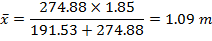 x̄ = 274.88 × 1.85 / 191.53 + 274.88 = 1.09 m